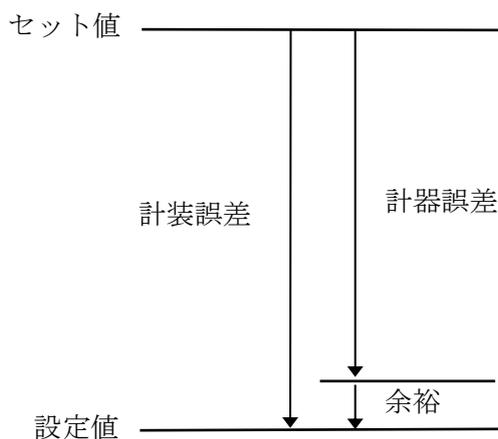 セット値
計装誤差
計器誤差
余裕
設定値